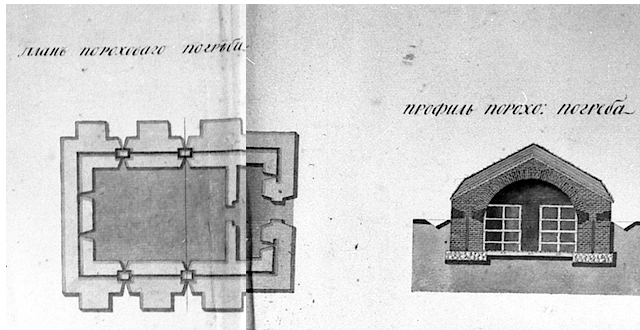 планъ пороховаго погреба
профиль порохо: погреба